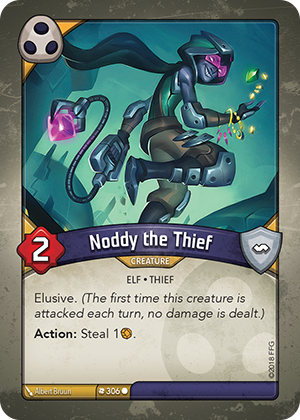 2
Noddy the Thief
CREATURE
ELF • THIEF
Elusive. (The first time this creature is
attacked each turn, no damage is dealt.)
Action: Steal 1.
Albert Bruun
306
©2018 FFG